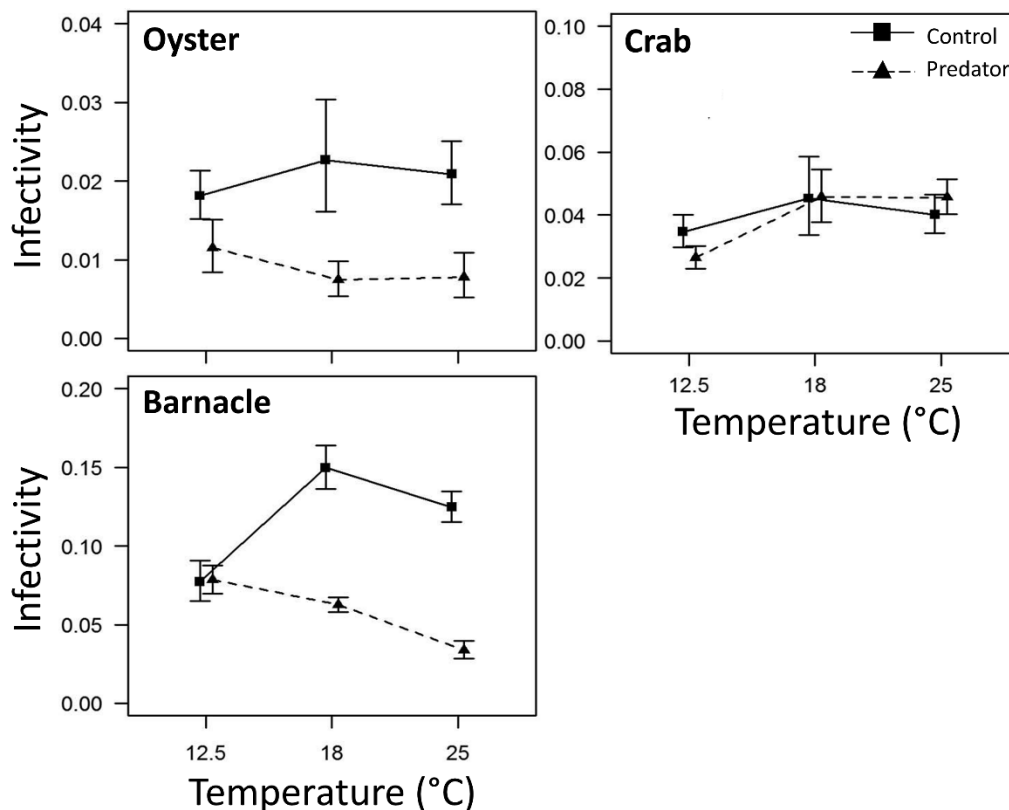 Oyster
Infectivity
0.04
0.03
0.02
0.01
0.00
Crab
Control
Predator
0.10
0.08
0.06
0.04
0.02
0.00
12.5 18 25
Temperature (°C)
Barnacle
Infectivity
0.20
0.15
0.10
0.05
0.00
12.5 18 25
Temperature (°C)